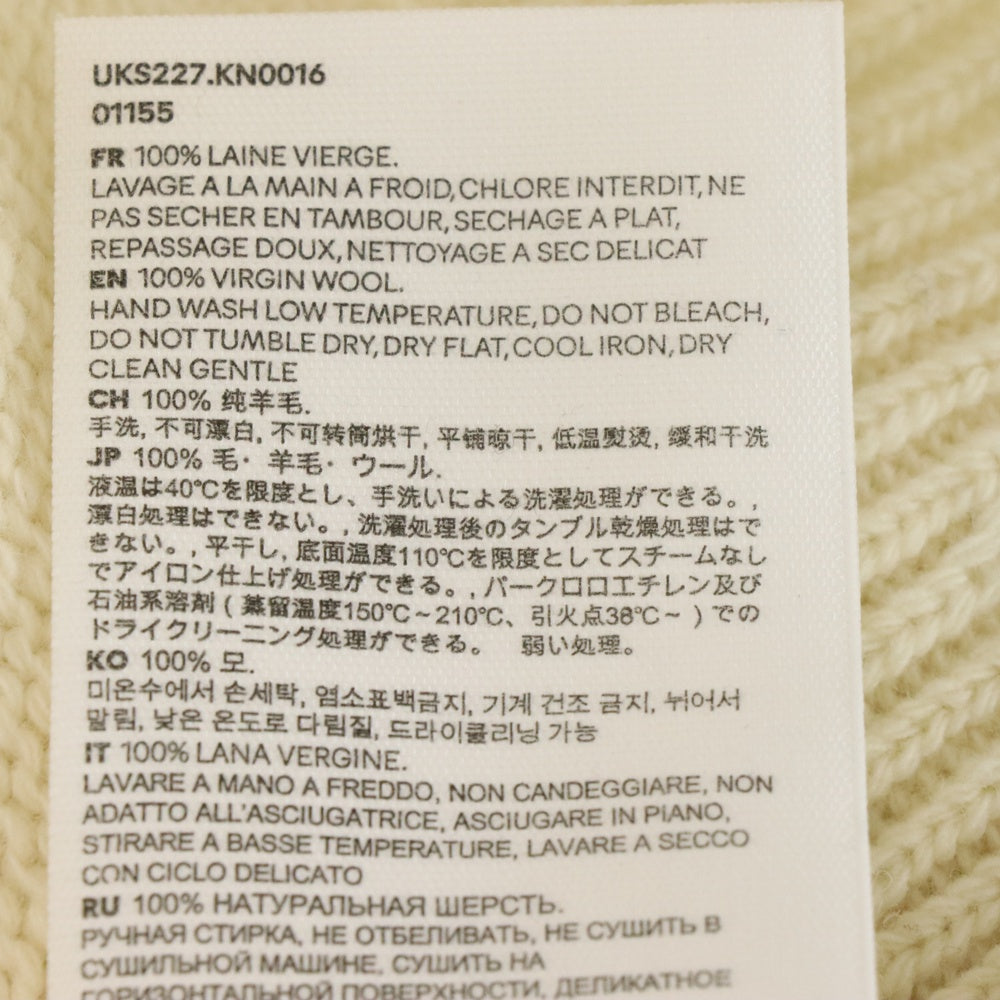 UKS227.KN0016
01155
FR 100% LAINE VIERGE.
LAVAGE A LA MAIN A FROID, CHLORE INTERDIT, NE
PAS SECHER EN TAMBOUR, SECHAGE A PLAT,
REPASSAGE DOUX, NETTOYAGE A SEC DELICAT
EN 100% VIRGIN WOOL.
HAND WASH LOW TEMPERATURE, DO NOT BLEACH,
DO NOT TUMBLE DRY, DRY FLAT, COOL IRON, DRY
CLEAN GENTLE
CH 100% 纯羊毛.
手洗, 不可漂白, 不可转筒烘干, 平铺晾干, 低温熨烫, 缓和干洗
JP 100% 毛・羊毛・ウール.
液温は40℃を限度とし、手洗いによる洗濯処理ができる。,
漂白処理はできない。, 洗濯処理後のタンブル乾燥処理はで
きない。, 平干し, 底面温度110℃を限度としてスチームなし
でアイロン仕上げ処理ができる。, パークロロエチレン及び
石油系溶剤 ( 蒸留温度150℃～210℃、引火点38℃～ ) での
ドライクリーニング処理ができる。 弱い処理。
KO 100% 모.
미온수에서 손세탁, 염소표백금지, 기계 건조 금지, 뉘어서
말림, 낮은 온도로 다림질, 드라이클리닝 가능
IT 100% LANA VERGINE.
LAVARE A MANO A FREDDO, NON CANDEGGIARE, NON
ADATTO ALL'ASCIUGATRICE, ASCIUGARE IN PIANO,
STIRARE A BASSE TEMPERATURE, LAVARE A SECCO
CON CICLO DELICATO
RU 100% НАТУРАЛЬНАЯ ШЕРСТЬ.
РУЧНАЯ СТИРКА, НЕ ОТБЕЛИВАТЬ, НЕ СУШИТЬ В
СУШИЛЬНОЙ МАШИНЕ, СУШИТЬ НА
ГОРИЗОНТАЛЬНОЙ ПОВЕРХНОСТИ, ДЕЛИКАТНОЕ